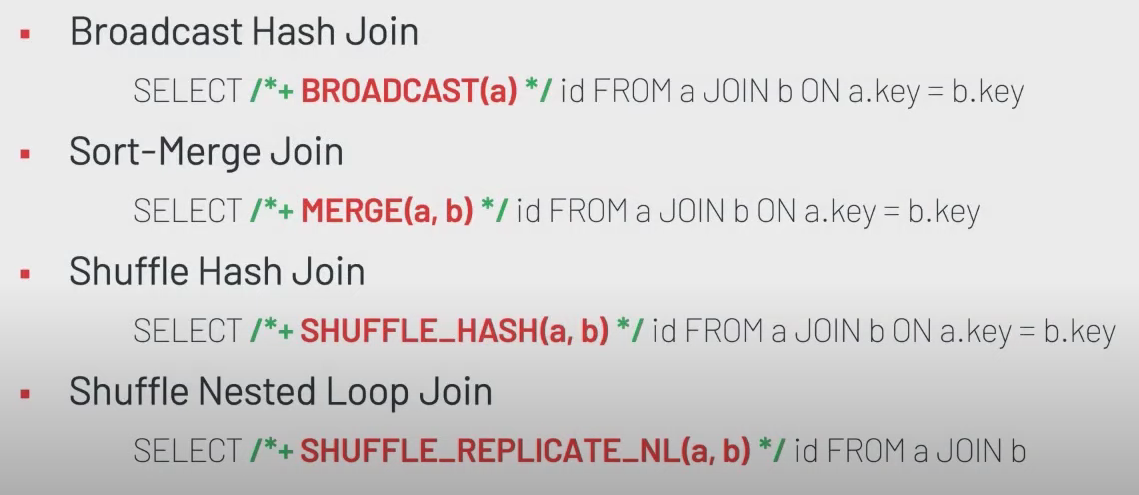 ▪ Broadcast Hash Join
SELECT /*+ BROADCAST(a) */ id FROM a JOIN b ON a.key = b.key
▪ Sort-Merge Join
SELECT /*+ MERGE(a, b) */ id FROM a JOIN b ON a.key = b.key
▪ Shuffle Hash Join
SELECT /*+ SHUFFLE_HASH(a, b) */ id FROM a JOIN b ON a.key = b.key
▪ Shuffle Nested Loop Join
SELECT /*+ SHUFFLE_REPLICATE_NL(a, b) */ id FROM a JOIN b